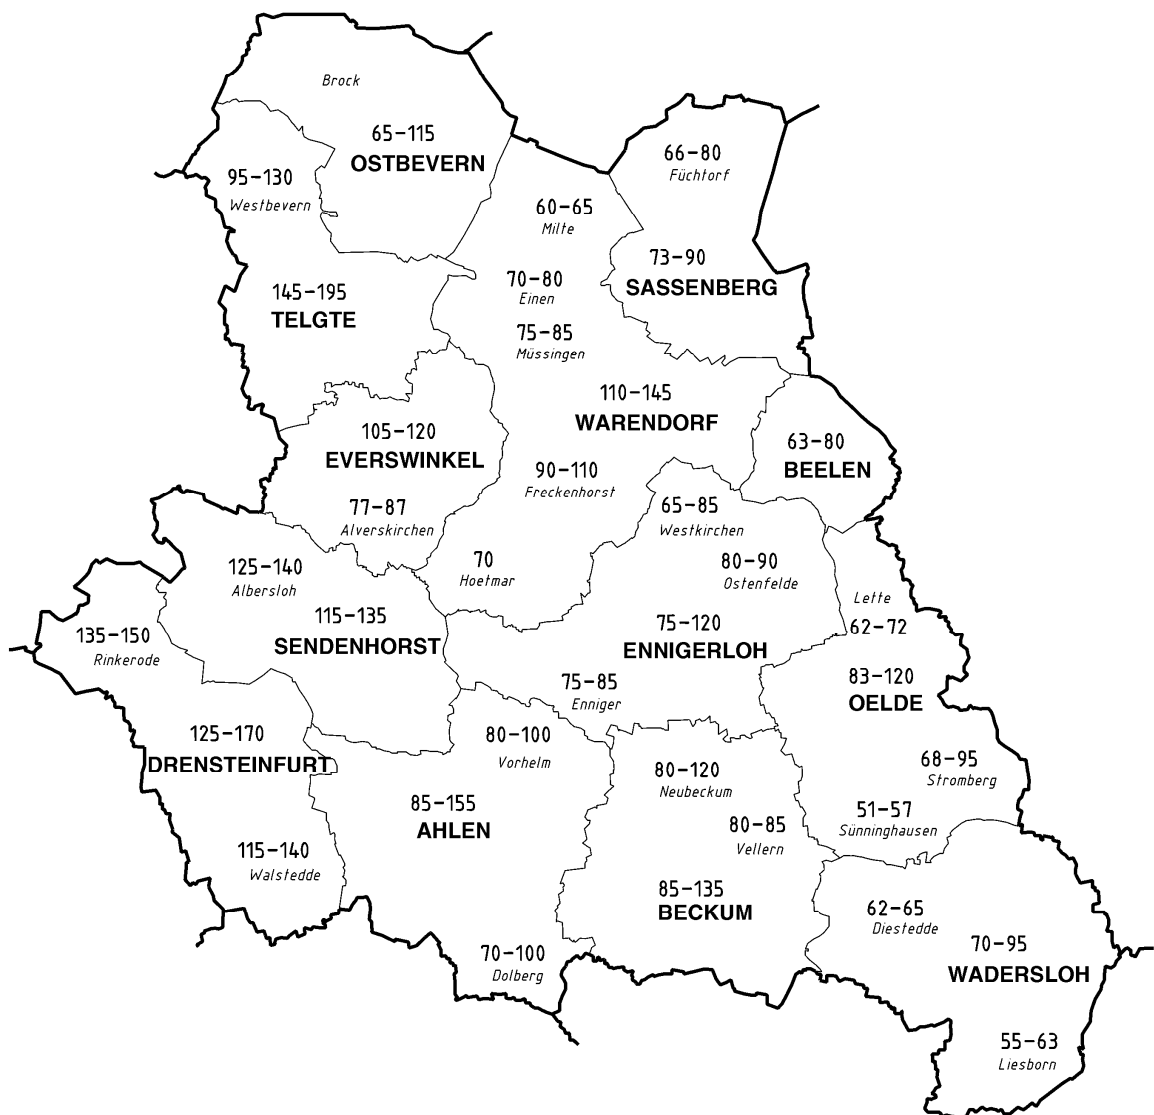 Brock
65–115
OSTBEVERN
95–130
Westbevern
66–80
Füchtorf
60–65
Milte
73–90
SASSENBERG
70–80
Einen
145–195
TELGTE
75–85
Müssingen
110–145
WARENDORF
105–120
EVERSWINKEL
63–80
BEELEN
90–110
Freckenhorst
77–87
Alverskirchen
65–85
Westkirchen
70
Hoetmar
80–90
Ostenfelde
125–140
Albersloh
Lette
62–72
115–135
SENDENHORST
75–120
ENNIGERLOH
135–150
Rinkerode
83–120
OELDE
75–85
Enniger
125–170
DRENSTEINFURT
80–100
Vorhelm
80–120
Neubeckum
68–95
Stromberg
85–155
AHLEN
51–57
Sünninghausen
80–85
Vellern
115–140
Walstedde
85–135
BECKUM
62–65
Diestedde
70–95
WADERSLOH
70–100
Dolberg
55–63
Liesborn